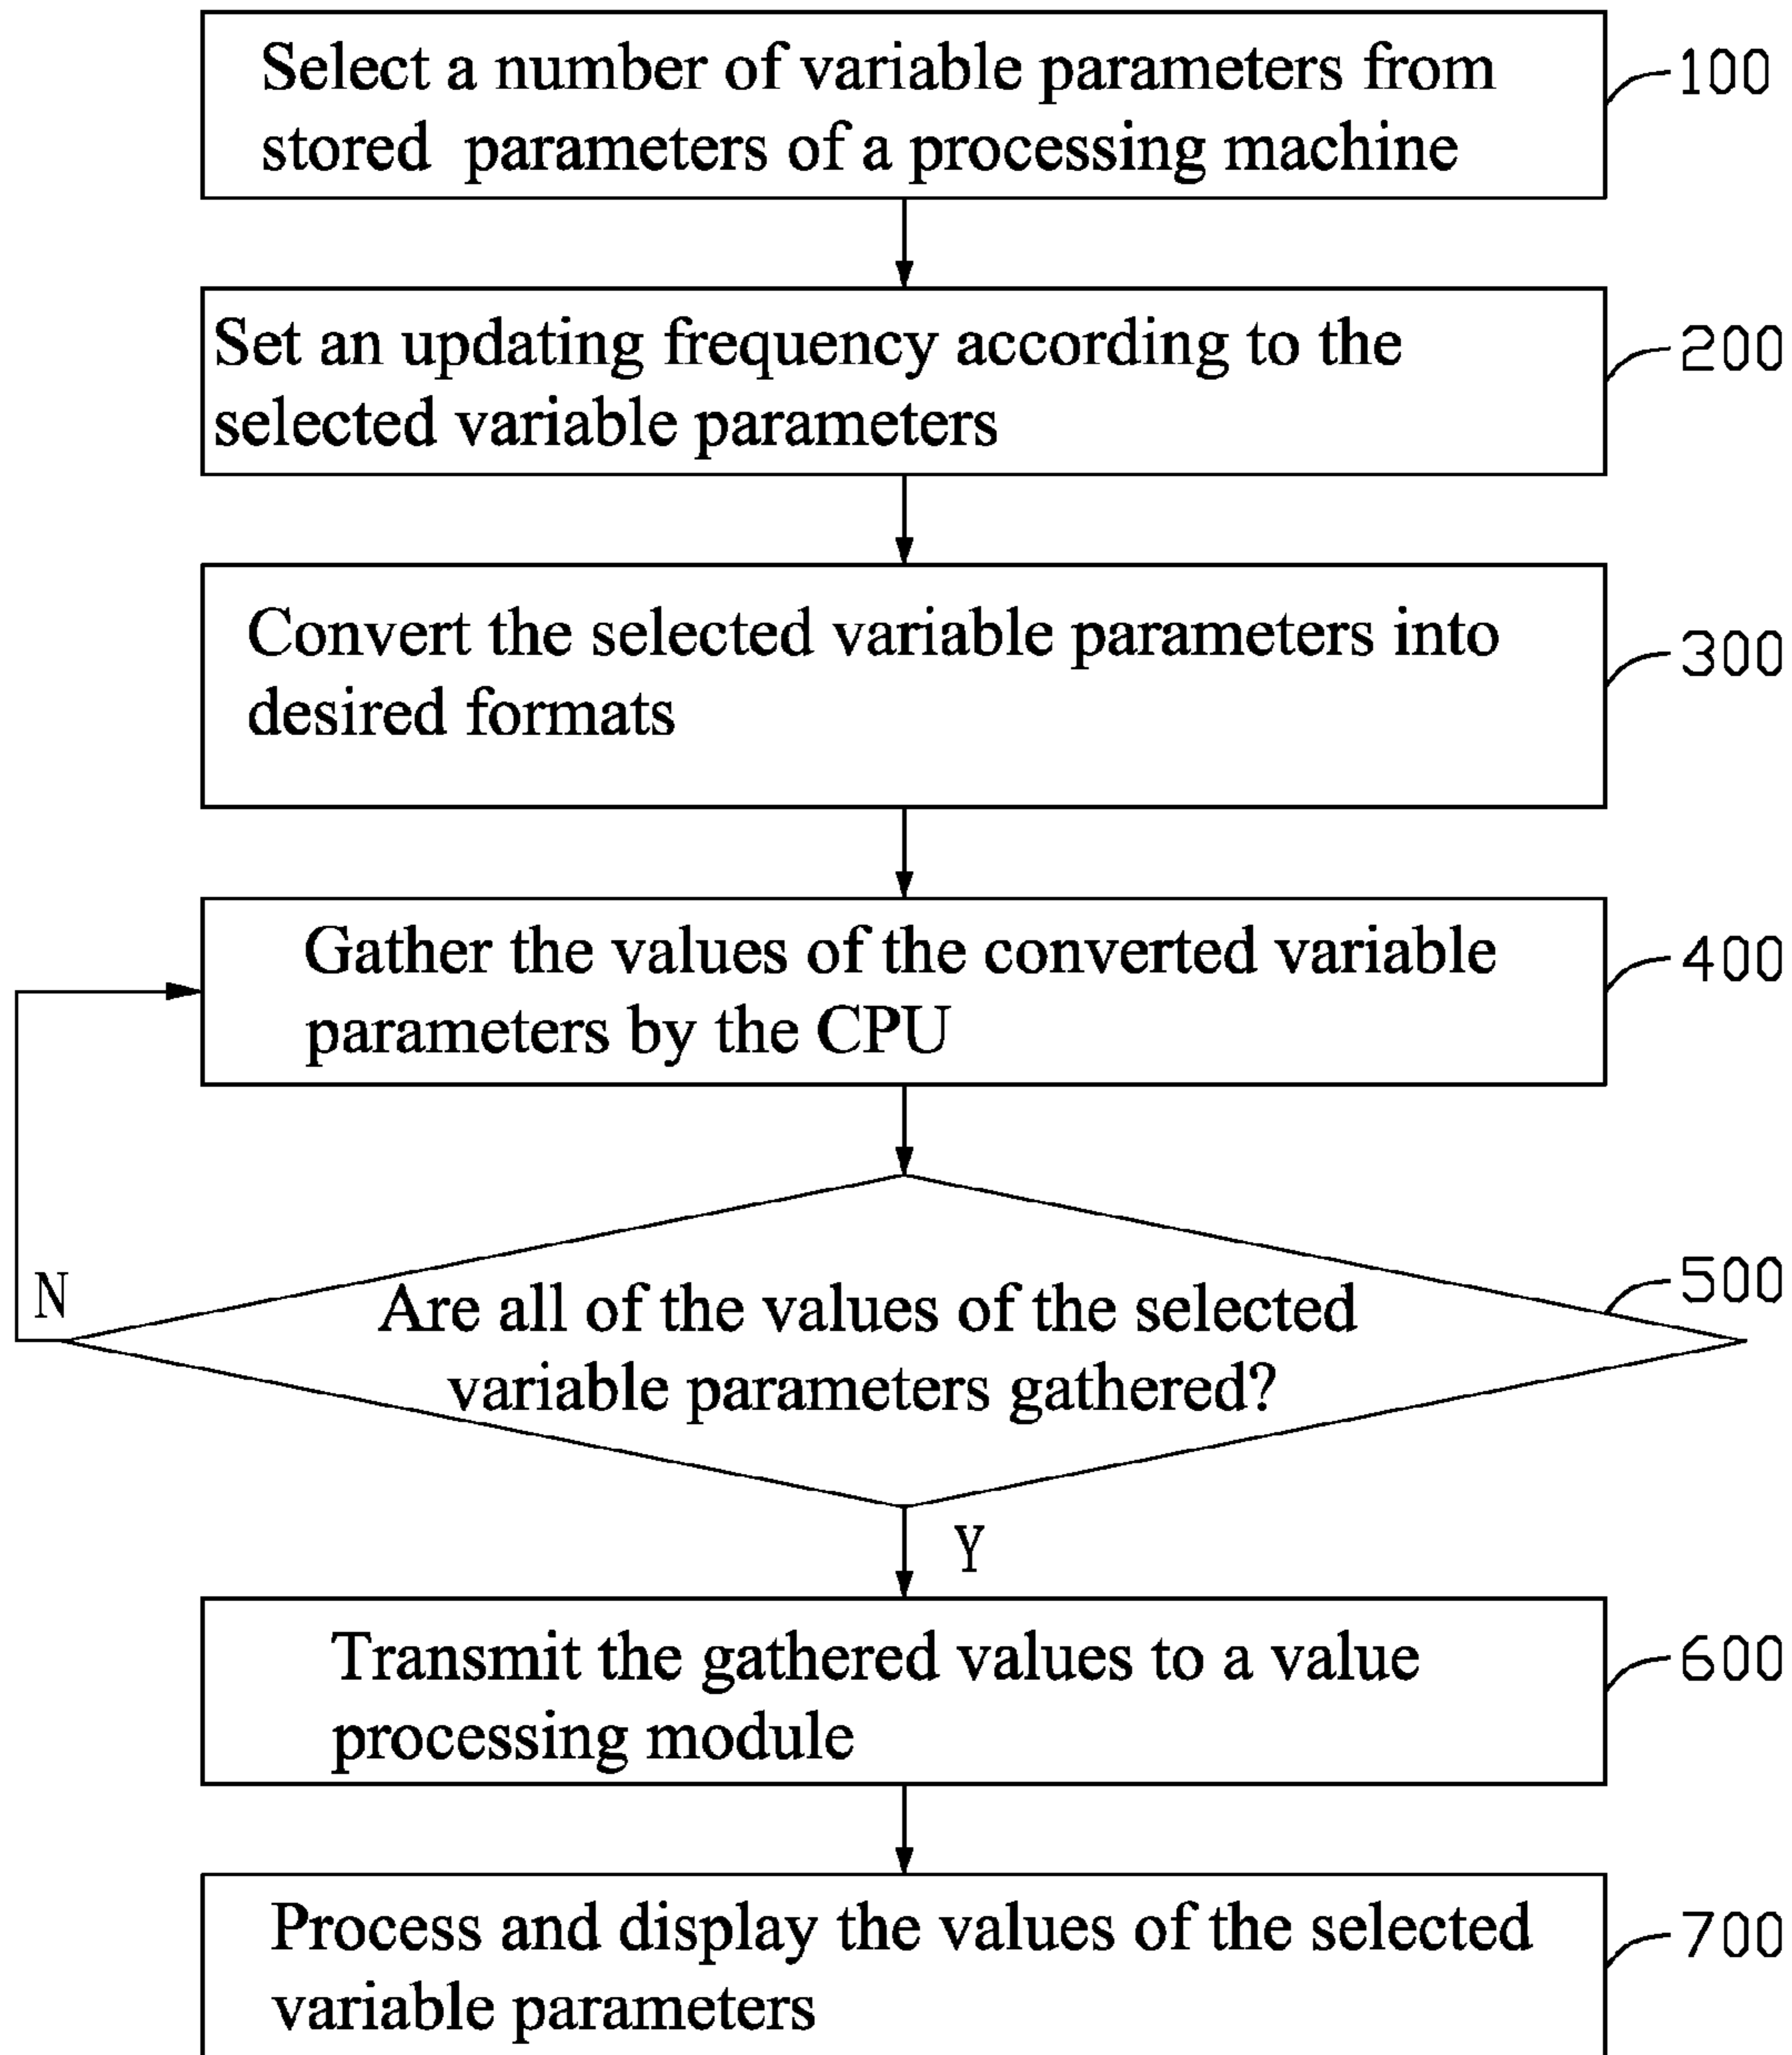 Select a number of variable parameters from
stored parameters of a processing machine
100
Set an updating frequency according to the
selected variable parameters
200
Convert the selected variable parameters into
desired formats
300
Gather the values of the converted variable
parameters by the CPU
400
Are all of the values of the selected
variable parameters gathered?
500
N
Y
Transmit the gathered values to a value
processing module
600
Process and display the values of the selected
variable parameters
700